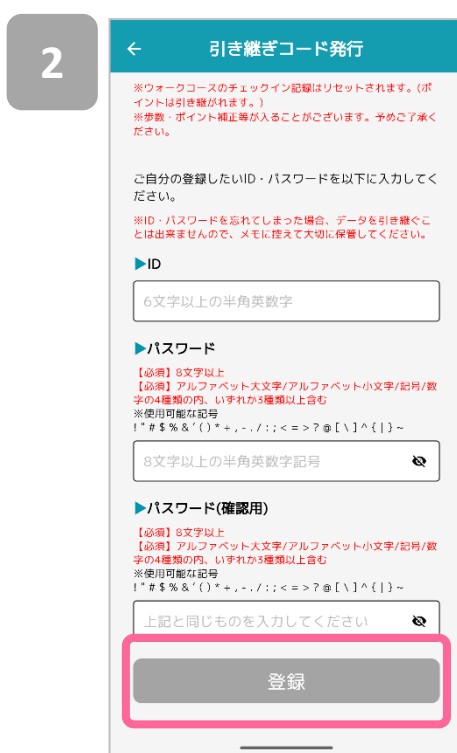 2
引き継ぎコード発行
※ウォークコースのチェックイン記録はリセットされます。(ポ
イントは引き継がれます。)
※歩数・ポイント補正等が入ることがございます。予めご了承く
ださい。
ご自分の登録したいID・パスワードを以下に入力してく
ださい。
※ID・パスワードを忘れてしまった場合、データを引き継ぐこ
とは出来ませんので、メモに控えて大切に保管してください。
▶ID
6文字以上の半角英数字
▶パスワード
【必須】8文字以上
【必須】アルファベット大文字/アルファベット小文字/記号/数
字の4種類の内、いずれか3種類以上含む
※使用可能な記号
!"#$%&'()*+,-./:;<=>?@[\]^{|}~
8文字以上の半角英数字記号
▶パスワード(確認用)
【必須】8文字以上
【必須】アルファベット大文字/アルファベット小文字/記号/数
字の4種類の内、いずれか3種類以上含む
※使用可能な記号
!"#$%&'()*+,-./:;<=>?@[\]^{|}~
上記と同じものを入力してください
登録